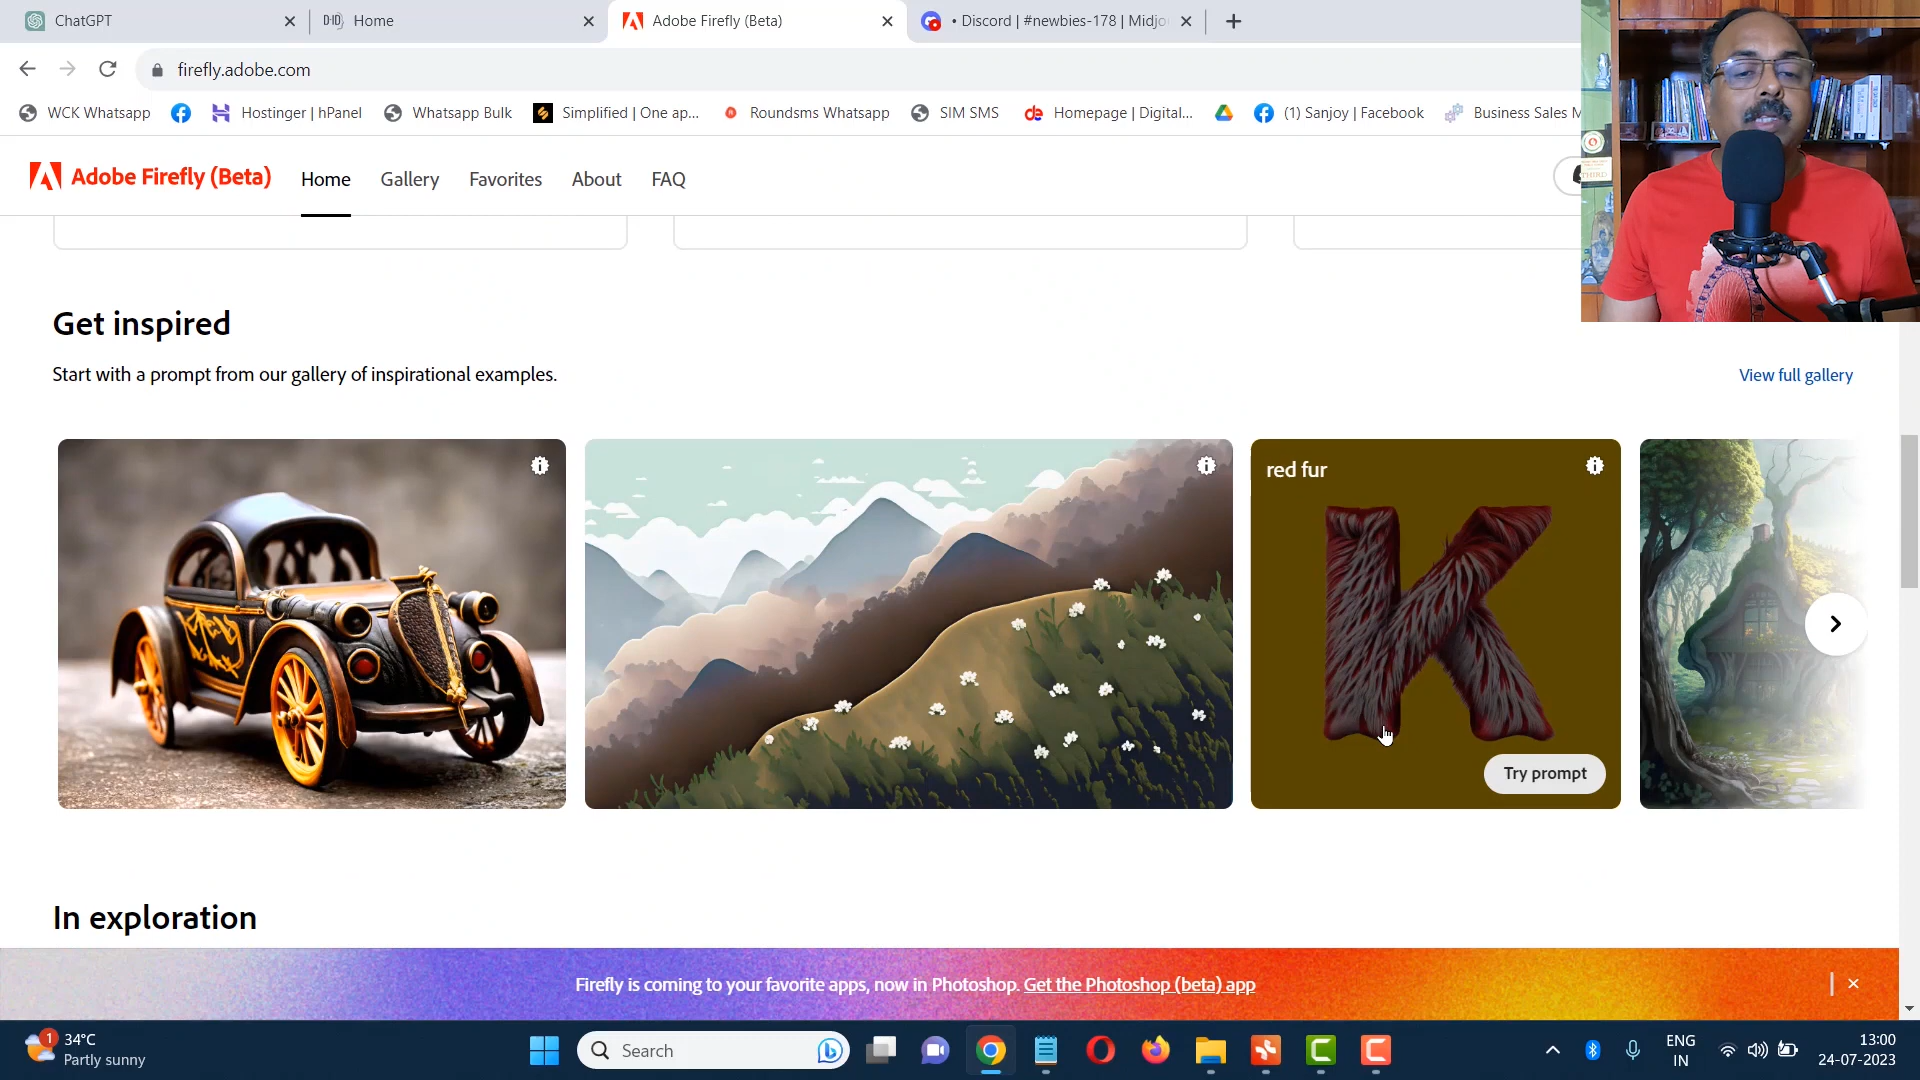 ChatGPT
D-ID Home
Adobe Firefly (Beta)
• Discord | #newbies-178 | Midjo
firefly.adobe.com
WCK Whatsapp
Hostinger | hPanel
Whatsapp Bulk
Simplified | One ap...
Roundsms Whatsapp
SIM SMS
de Homepage | Digital...
(1) Sanjoy | Facebook
Business Sales M
Adobe Firefly (Beta)
Home
Gallery
Favorites
About
FAQ
THIRD
Get inspired
Start with a prompt from our gallery of inspirational examples.
View full gallery
red fur
Try prompt
In exploration
Firefly is coming to your favorite apps, now in Photoshop. Get the Photoshop (beta) app
1
34°C
Partly sunny
Search
ENG
IN
13:00
24-07-2023